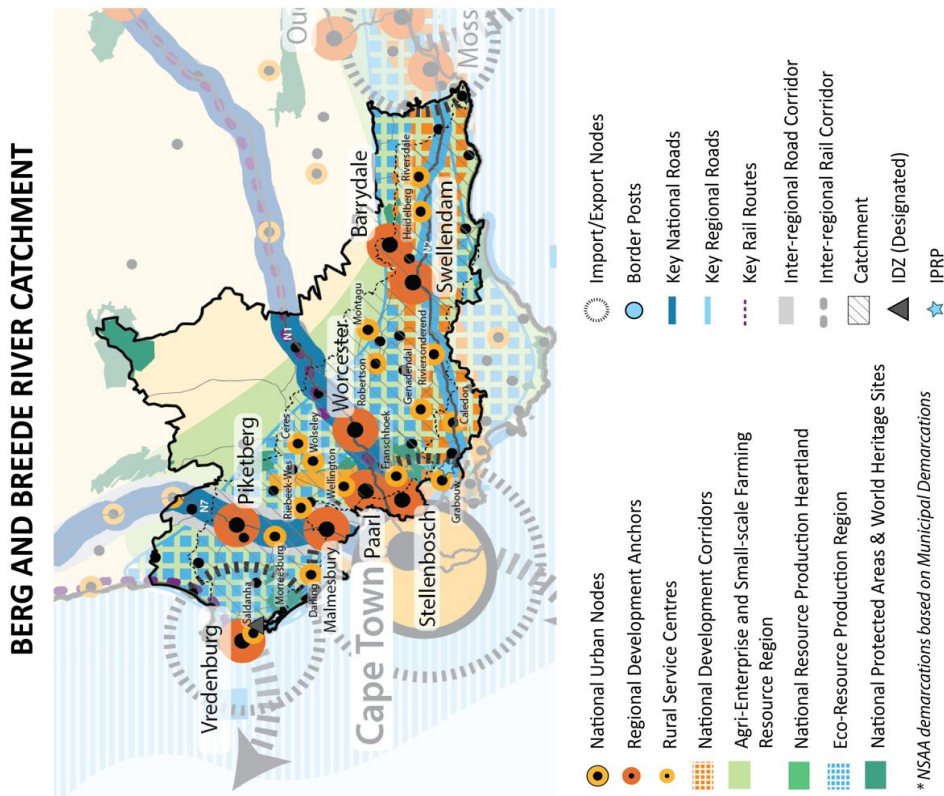 BERG AND BREEDE RIVER CATCHMENT
Ou
Moss
Barrydale
Riversdale
Heidelberg
N2
Swellendam
Montagu
N1
Worcester
Robertson
Genadendal
Riviersonderend
Caledon
Ceres
Wolseley
Franschhoek
Piketberg
Riebeek-Wes
Wellington
Grabouw
N7
Paarl
Stellenbosch
Morreesburg
Malmesbury
Saldanha
Darling
Cape Town
Vredenburg
National Urban Nodes
Regional Development Anchors
Rural Service Centres
National Development Corridors
Agri-Enterprise and Small-scale Farming
Resource Region
National Resource Production Heartland
Eco-Resource Production Region
National Protected Areas & World Heritage Sites
* NSAA demarcations based on Municipal Demarcations
Import/Export Nodes
Border Posts
Key National Roads
Key Regional Roads
Key Rail Routes
Inter-regional Road Corridor
Inter-regional Rail Corridor
Catchment
IDZ (Designated)
IPRP